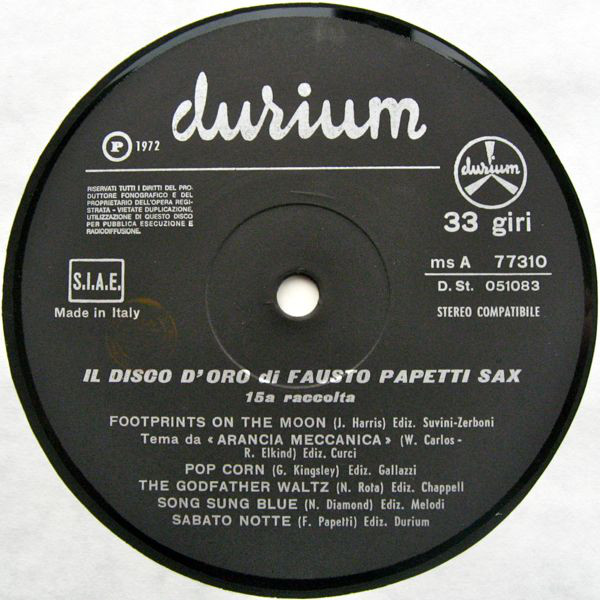 durium
P 1972
RISERVATI TUTTI I DIRITTI DEL PRO-
DUTTORE FONOGRAFICO E DEL
PROPRIETARIO DELL'OPERA REGI-
STRATA - VIETATE DUPLICAZIONE,
UTILIZZAZIONE DI QUESTO DISCO
PER PUBBLICA ESECUZIONE E
RADIODIFFUSIONE.
durium
33 giri
S.I.A.E.
Made in Italy
ms A 77310
D. St. 051083
STEREO COMPATIBILE
IL DISCO D'ORO di FAUSTO PAPETTI SAX
15a raccolta
FOOTPRINTS ON THE MOON (J. Harris) Ediz. Suvini-Zerboni
Tema da « ARANCIA MECCANICA » (W. Carlos -
R. Elkind) Ediz. Curci
POP CORN (G. Kingsley) Ediz. Gallazzi
THE GODFATHER WALTZ (N. Rota) Ediz. Chappell
SONG SUNG BLUE (N. Diamond) Ediz. Melodi
SABATO NOTTE (F. Papetti) Ediz. Durium